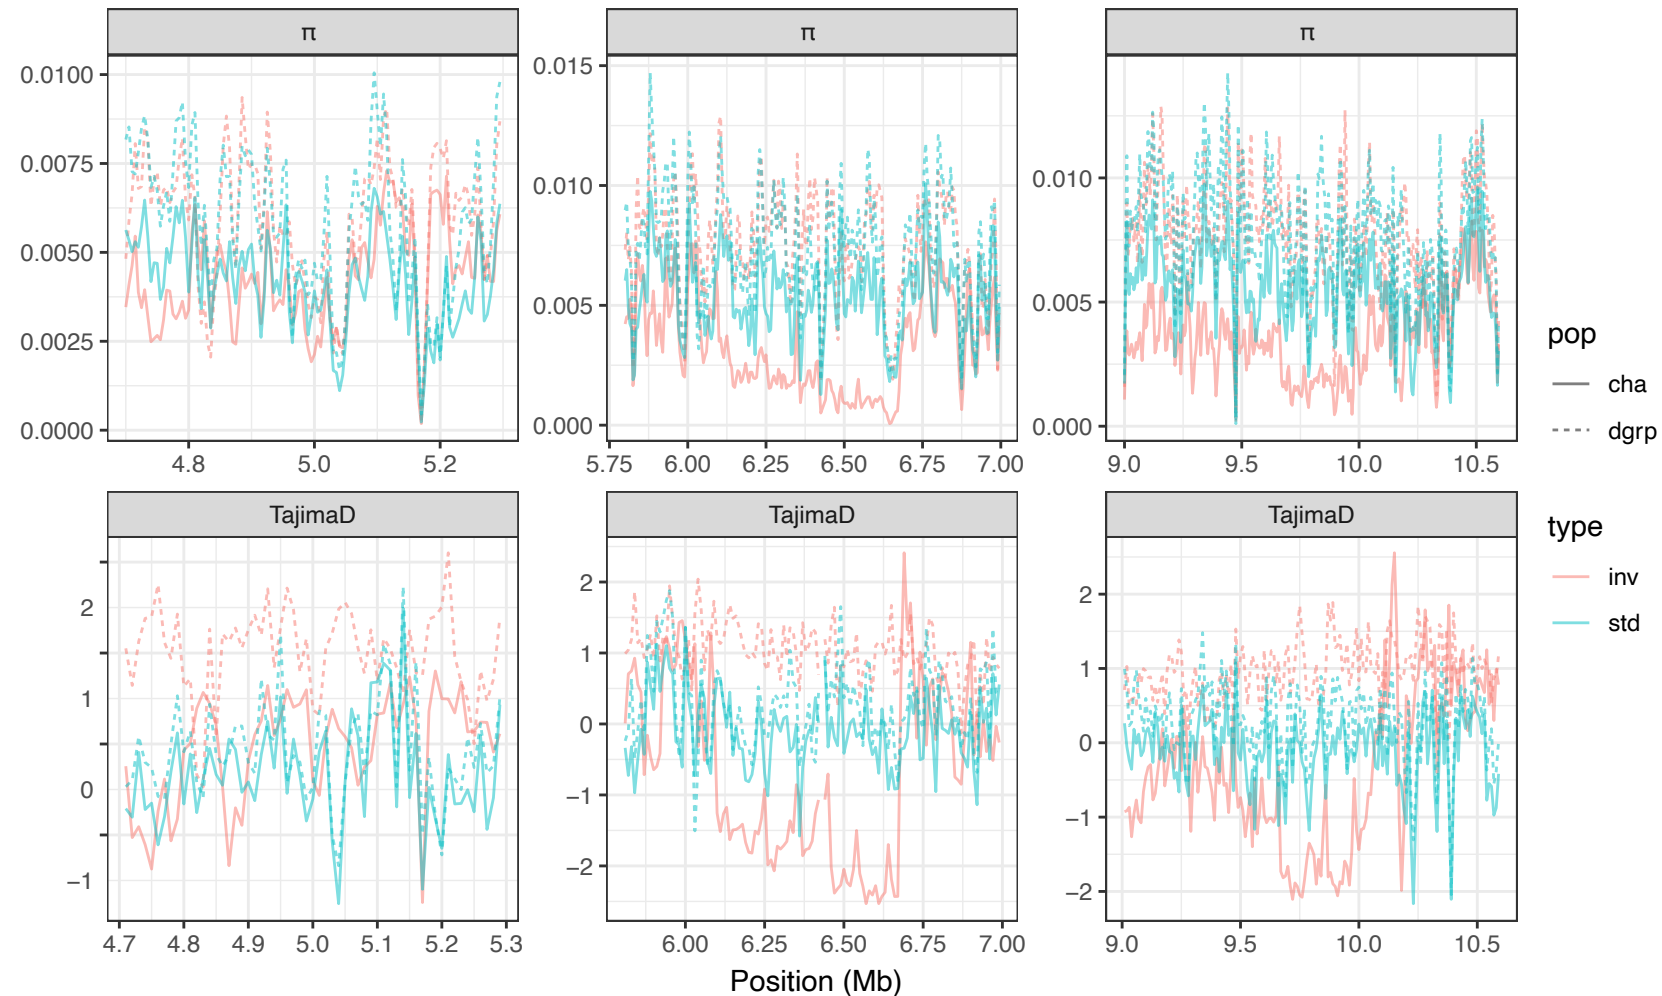 π π π
0.0100
0.0075
0.0050
0.0025
0.0000
4.8 5.0 5.2
0.015
0.010
0.005
0.000
5.75 6.00 6.25 6.50 6.75 7.00
0.010
0.005
0.000
9.0 9.5 10.0 10.5
TajimaD TajimaD TajimaD
2
1
0
−1
4.7 4.8 4.9 5.0 5.1 5.2 5.3
2
1
0
−1
−2
6.00 6.25 6.50 6.75 7.00
2
1
0
−1
−2
9.0 9.5 10.0 10.5
Position (Mb)
pop
cha
dgrp
type
inv
std